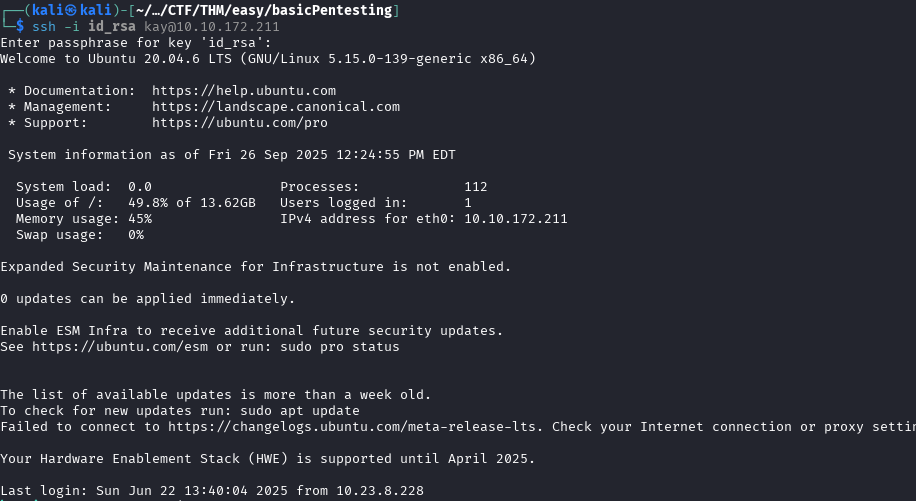 ┌──(kali㉿kali)-[~/…/CTF/THM/easy/basicPentesting]
└─$ ssh -i id_rsa kay@10.10.172.211
Enter passphrase for key 'id_rsa':
Welcome to Ubuntu 20.04.6 LTS (GNU/Linux 5.15.0-139-generic x86_64)
* Documentation:  https://help.ubuntu.com
* Management:     https://landscape.canonical.com
* Support:        https://ubuntu.com/pro
System information as of Fri 26 Sep 2025 12:24:55 PM EDT
System load:  0.0                Processes:             112
Usage of /:   49.8% of 13.62GB   Users logged in:       1
Memory usage: 45%                IPv4 address for eth0: 10.10.172.211
Swap usage:   0%
Expanded Security Maintenance for Infrastructure is not enabled.
0 updates can be applied immediately.
Enable ESM Infra to receive additional future security updates.
See https://ubuntu.com/esm or run: sudo pro status
The list of available updates is more than a week old.
To check for new updates run: sudo apt update
Failed to connect to https://changelogs.ubuntu.com/meta-release-lts. Check your Internet connection or proxy settin
Your Hardware Enablement Stack (HWE) is supported until April 2025.
Last login: Sun Jun 22 13:40:04 2025 from 10.23.8.228